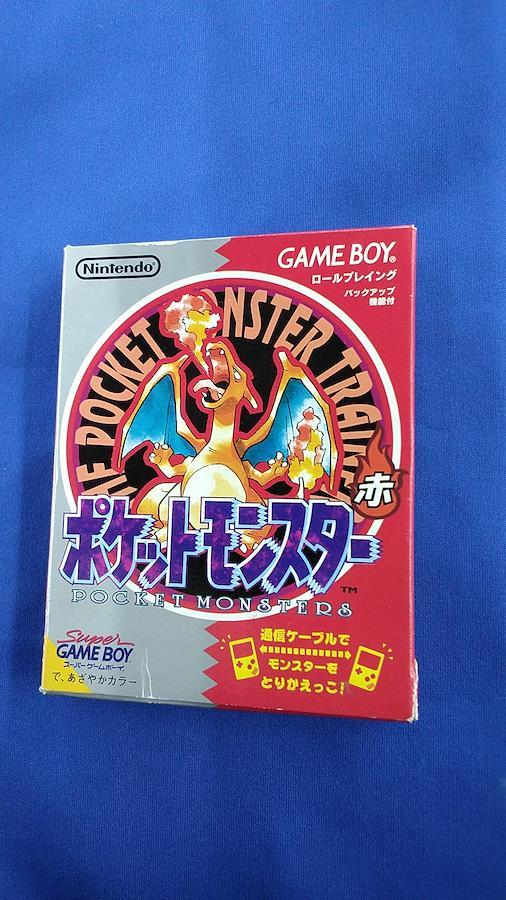 Nintendo
GAME BOY®
ロールプレイング
バックアップ
機能付
POCKET MONSTER
赤
ポケットモンスター
TM
POCKET MONSTERS
Super
GAME BOY
スーパーゲームボーイ
で、あざやかカラー
通信ケーブルで
モンスターを
とりかえっこ!